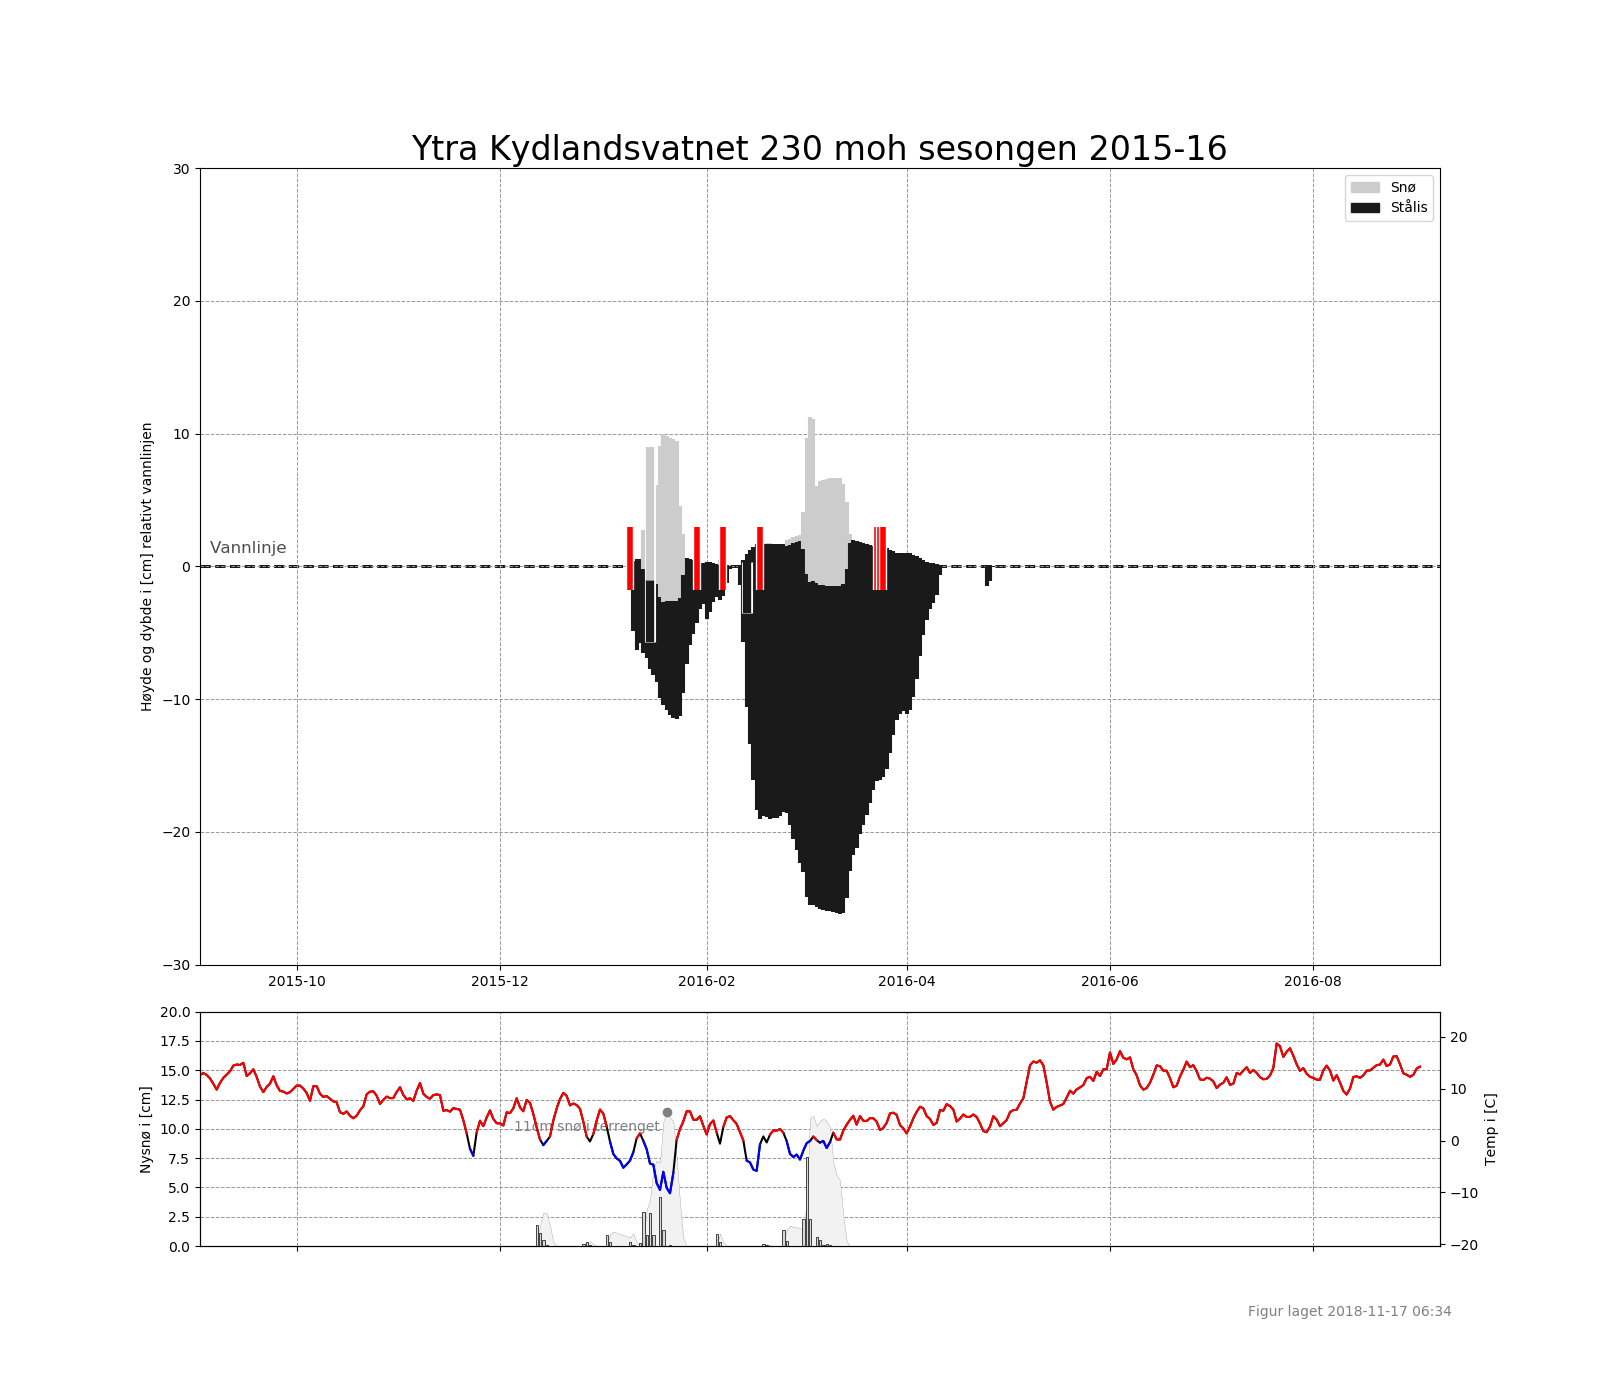 Ytra Kydlandsvatnet 230 moh sesongen 2015-16
Snø
Stålis
30
20
10
0
−10
−20
−30
Høyde og dybde i [cm] relativt vannlinjen
Vannlinje
2015-10 2015-12 2016-02 2016-04 2016-06 2016-08
20.0
17.5
15.0
12.5
10.0
7.5
5.0
2.5
0.0
Nysnø i [cm]
11cm snø i terrenget
20
10
0
−10
−20
Temp i [C]
Figur laget 2018-11-17 06:34